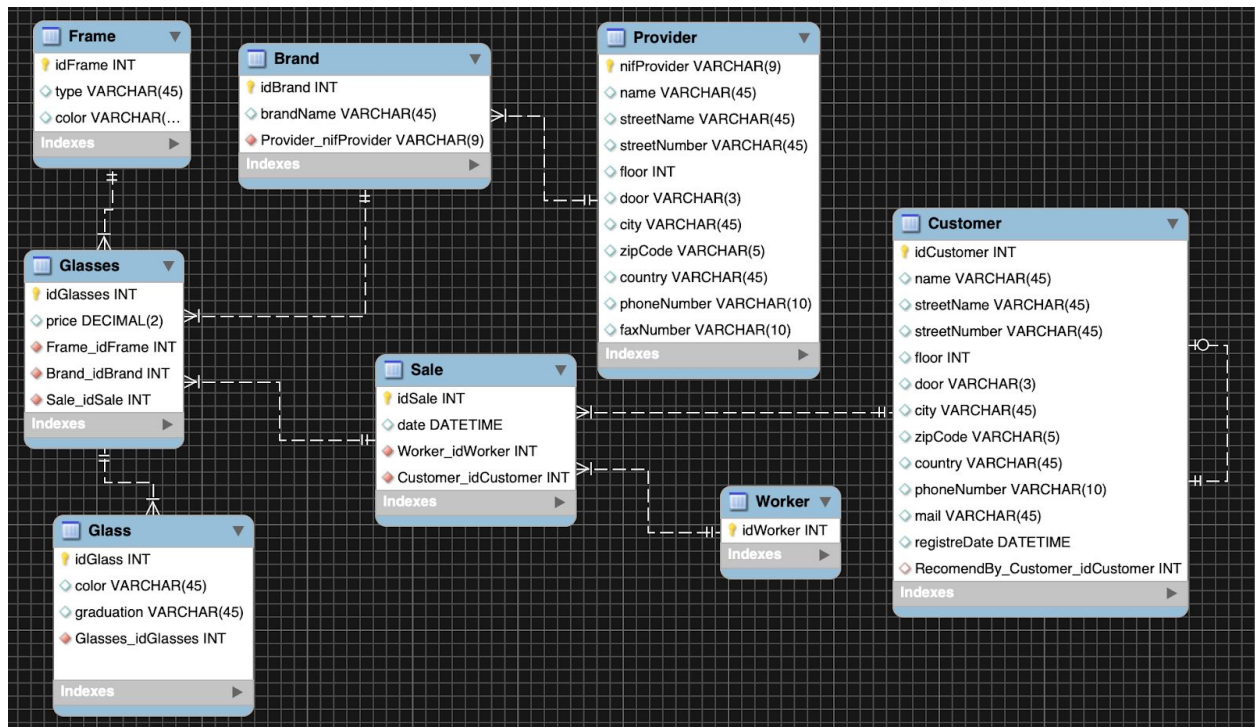 Frame
idFrame INT
type VARCHAR(45)
color VARCHAR(...
Indexes
Brand
idBrand INT
brandName VARCHAR(45)
Provider_nifProvider VARCHAR(9)
Indexes
Provider
nifProvider VARCHAR(9)
name VARCHAR(45)
streetName VARCHAR(45)
streetNumber VARCHAR(45)
floor INT
door VARCHAR(3)
city VARCHAR(45)
zipCode VARCHAR(5)
country VARCHAR(45)
phoneNumber VARCHAR(10)
faxNumber VARCHAR(10)
Indexes
Customer
idCustomer INT
name VARCHAR(45)
streetName VARCHAR(45)
streetNumber VARCHAR(45)
floor INT
door VARCHAR(3)
city VARCHAR(45)
zipCode VARCHAR(5)
country VARCHAR(45)
phoneNumber VARCHAR(10)
mail VARCHAR(45)
registreDate DATETIME
RecomendBy_Customer_idCustomer INT
Indexes
Glasses
idGlasses INT
price DECIMAL(2)
Frame_idFrame INT
Brand_idBrand INT
Sale_idSale INT
Indexes
Sale
idSale INT
date DATETIME
Worker_idWorker INT
Customer_idCustomer INT
Indexes
Worker
idWorker INT
Indexes
Glass
idGlass INT
color VARCHAR(45)
graduation VARCHAR(45)
Glasses_idGlasses INT
Indexes